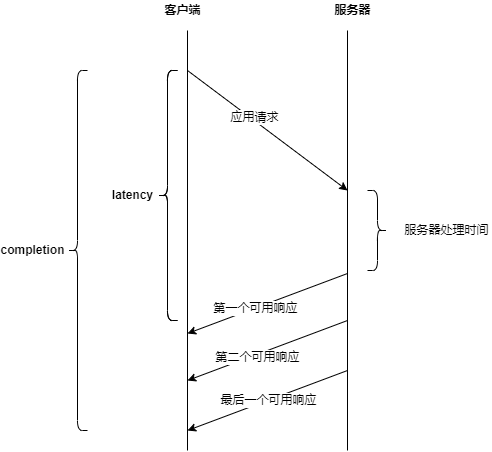 客户端
服务器
应用请求
latency
服务器处理时间
completion
第一个可用响应
第二个可用响应
最后一个可用响应